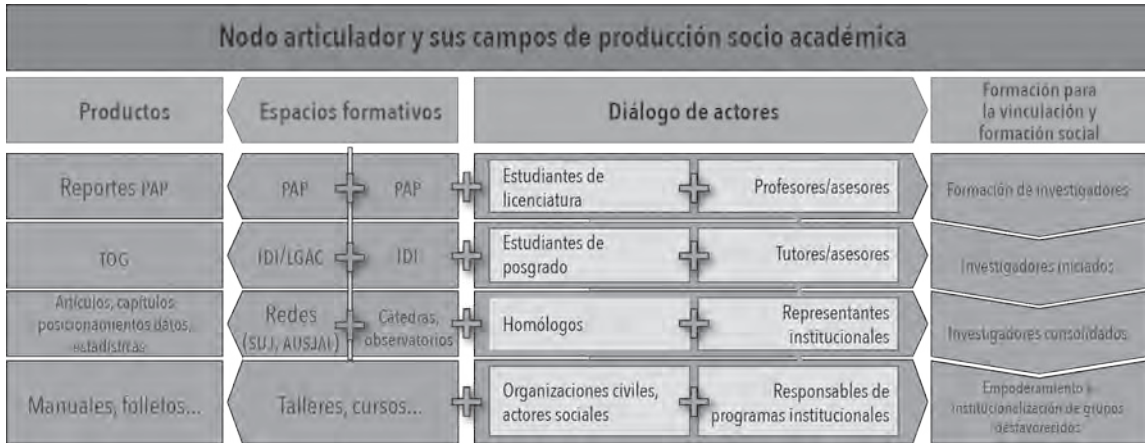 Nodo articulador y sus campos de producción socio académica
Productos
Espacios formativos
Diálogo de actores
Formación para
la vinculación y
formación social
Reportes PAP
PAP
PAP
Estudiantes de
licenciatura
Profesores/asesores
Formación de investigadores
TOG
IDI/LGAC
IDI
Estudiantes de
posgrado
Tutores/asesores
Investigadores iniciados
Artículos, capítulos
posicionamientos datos,
estadísticas
Redes
(SUJ, AUSJAL)
Cátedras,
observatorios
Homólogos
Representantes
institucionales
Investigadores consolidados
Manuales, folletos...
Talleres, cursos...
Organizaciones civiles,
actores sociales
Responsables de
programas institucionales
Empoderamiento e
institucionalización de grupos
desfavorecidos